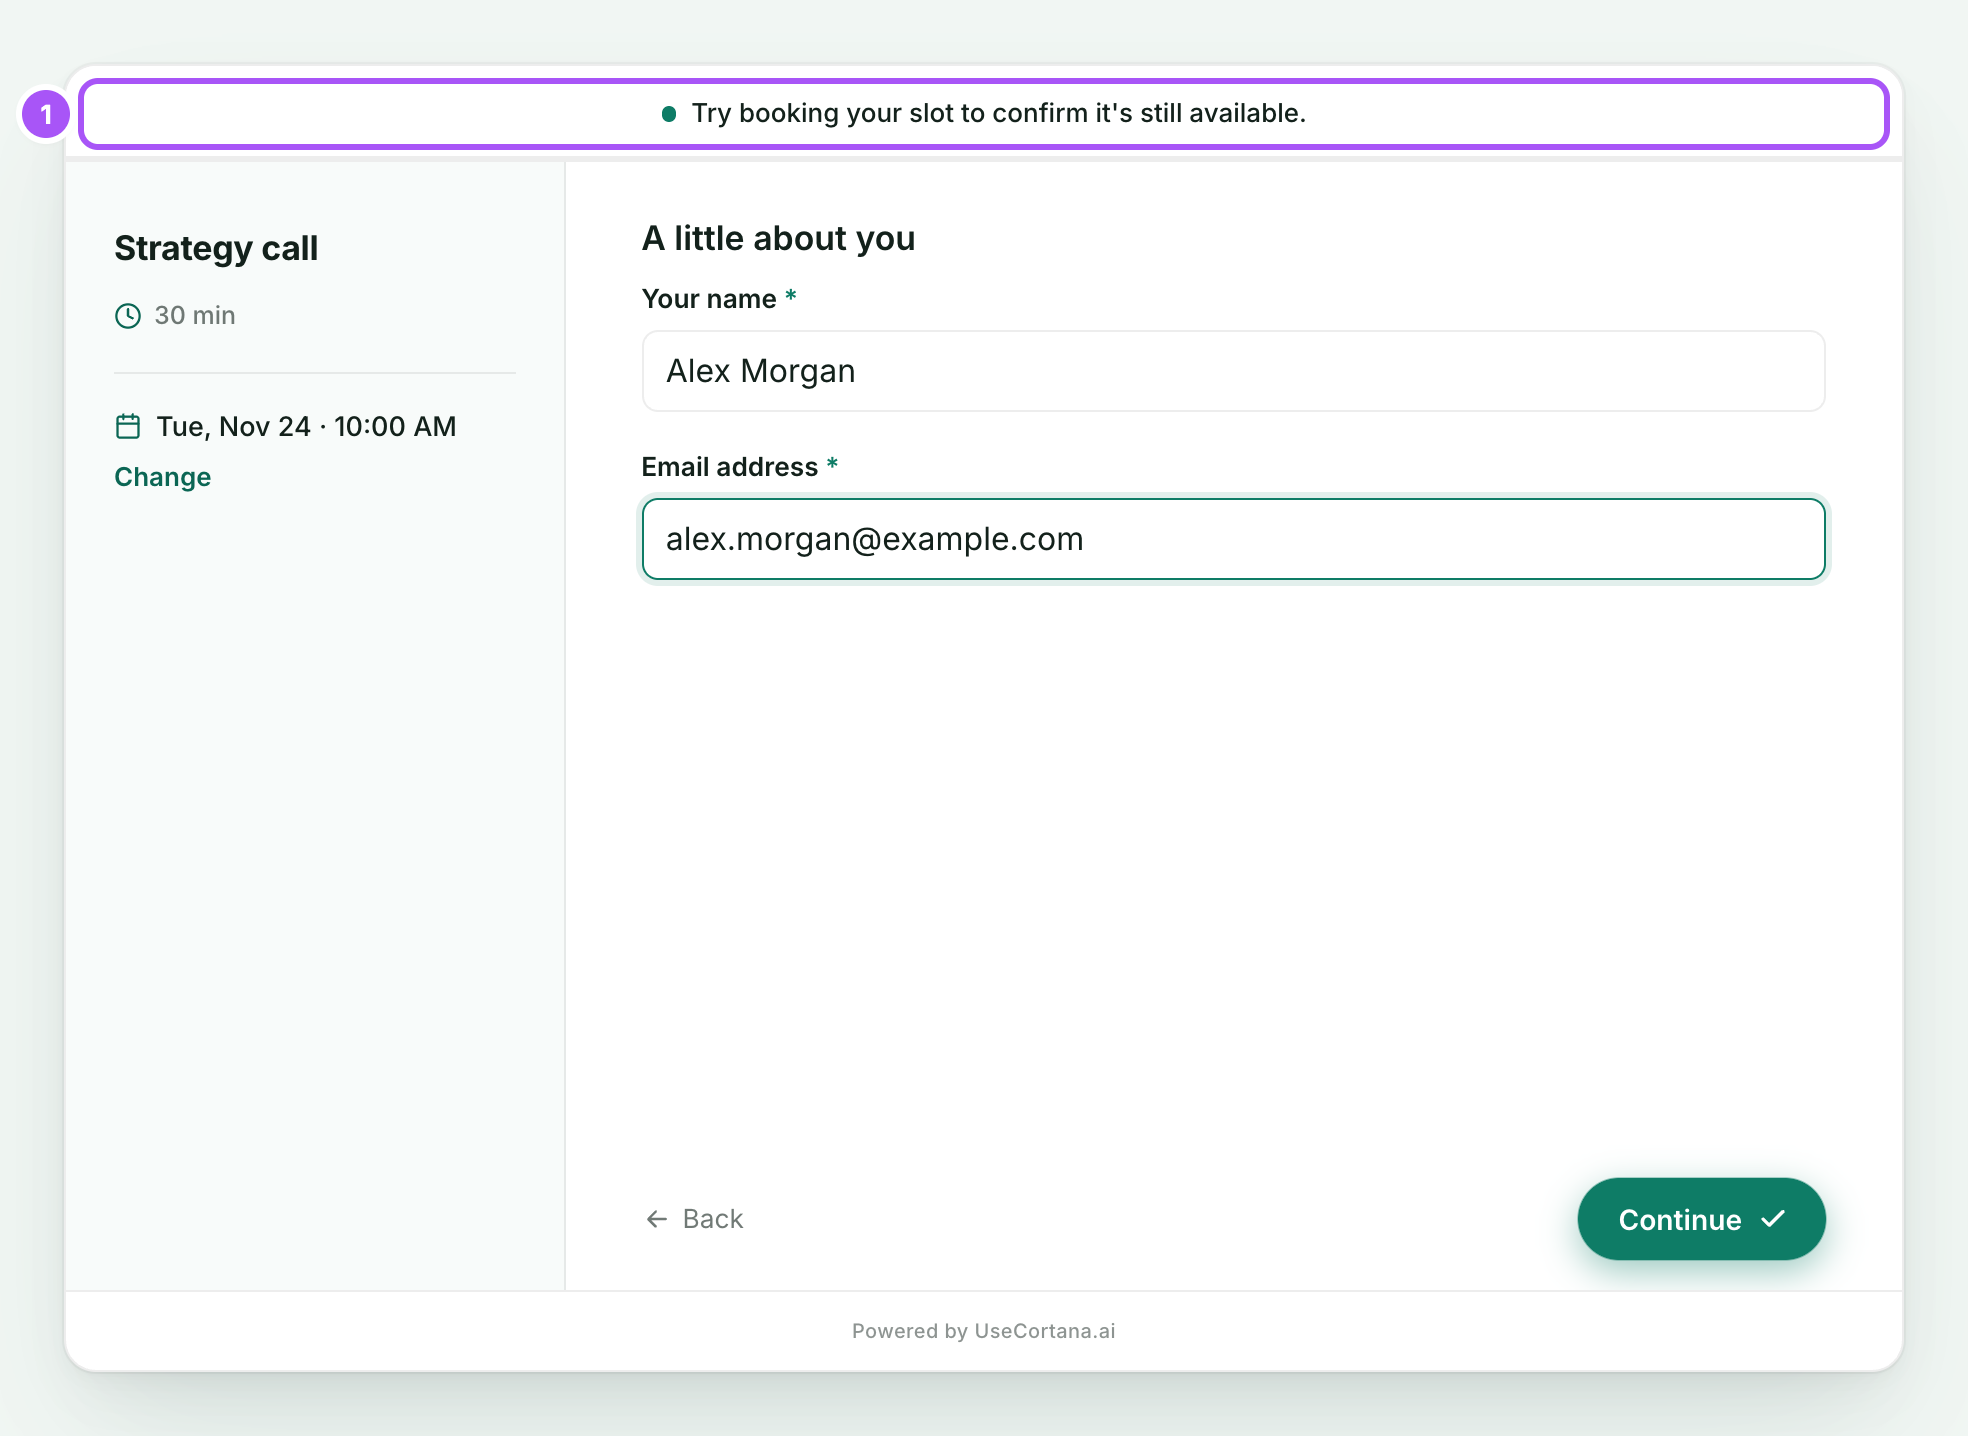 1
Try booking your slot to confirm it's still available.
Strategy call
30 min
Tue, Nov 24 · 10:00 AM
Change
A little about you
Your name *
Alex Morgan
Email address *
alex.morgan@example.com
Back
Continue
Powered by UseCortana.ai